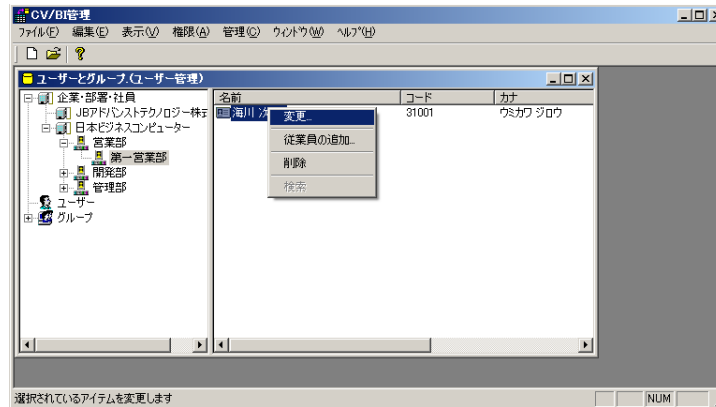 CV/BI管理
ファイル(F) 編集(E) 表示(V) 権限(A) 管理(C) ウィンドウ(W) ヘルプ(H)
ユーザーとグループ.(ユーザー管理)
企業・部署・社員
JBアドバンストテクノロジー株式
日本ビジネスコンピューター
営業部
第一営業部
開発部
管理部
ユーザー
グループ
名前 コード カナ
海川 31001 ウミカワ ジロウ
変更...
従業員の追加...
削除
検索
選択されているアイテムを変更します
NUM